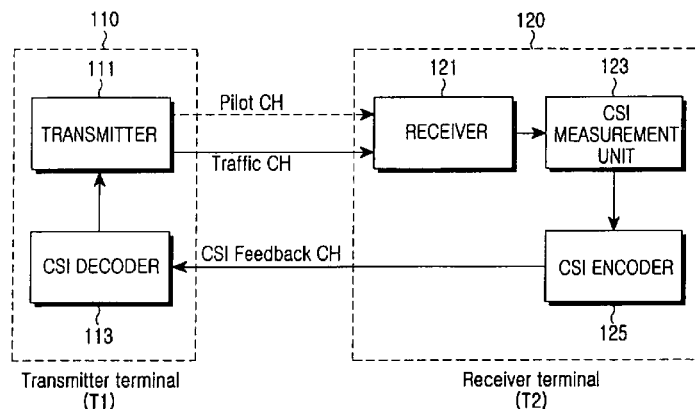 110
120
111
121
123
Pilot CH
TRANSMITTER
RECEIVER
CSI
MEASUREMENT
UNIT
Traffic CH
CSI DECODER
CSI Feedback CH
CSI ENCODER
113
125
Transmitter terminal
(T1)
Receiver terminal
(T2)